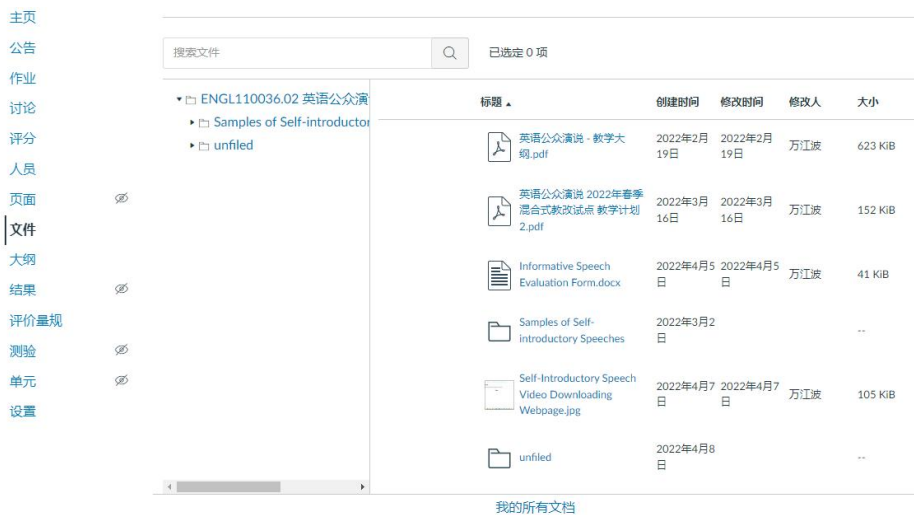 主页
公告
作业
讨论
评分
人员
页面
文件
大纲
结果
评价量规
测验
单元
设置
搜索文件
已选定 0 项
ENGL110036.02 英语公众演
Samples of Self-introductor
unfiled
标题 创建时间 修改时间 修改人 大小
英语公众演说 - 教学大 2022年2月 2022年2月 万江波 623 KiB
纲.pdf 19日 19日
英语公众演说 2022年春季
混合式教改试点 教学计划 2022年3月 2022年3月 万江波 152 KiB
2.pdf 16日 16日
Informative Speech 2022年4月5 2022年4月5 万江波 41 KiB
Evaluation Form.docx 日 日
Samples of Self- 2022年3月2 --
introductory Speeches 日
Self-Introductory Speech
Video Downloading 2022年4月7 2022年4月7 万江波 105 KiB
Webpage.jpg 日 日
unfiled 2022年4月8 --
日
我的所有文档